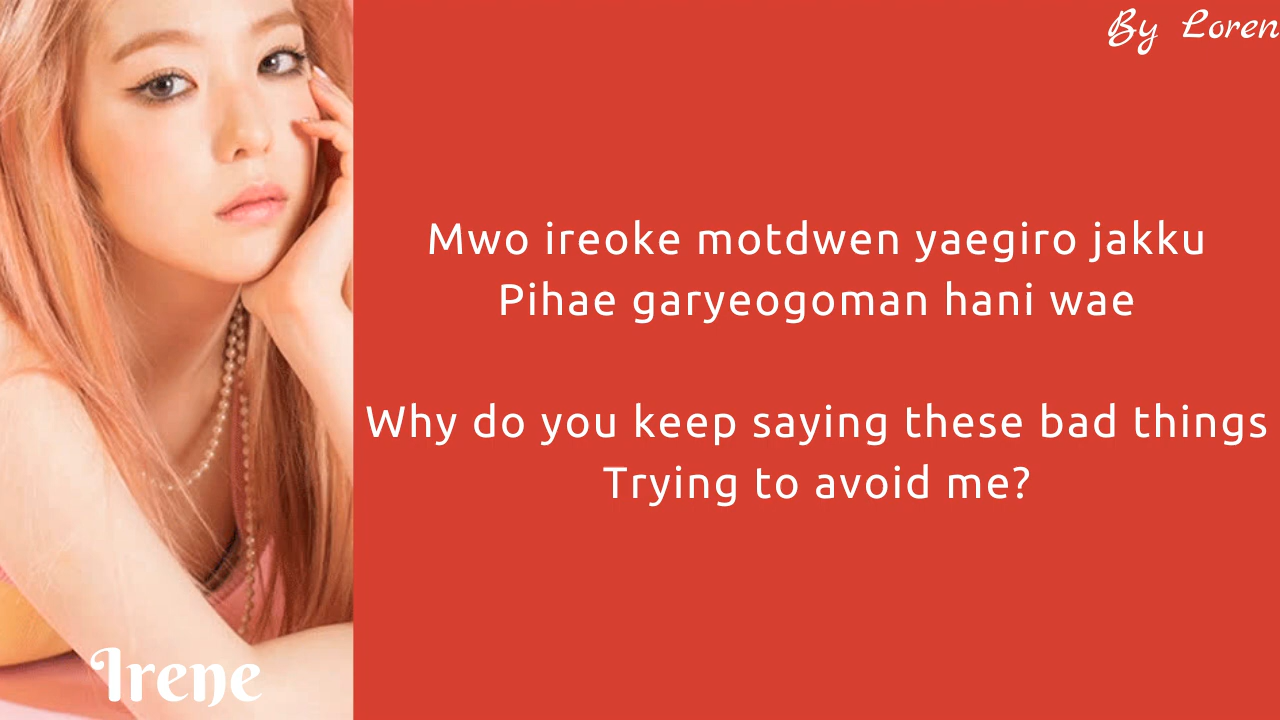 By Loren
Mwo ireoke motdwen yaegiro jakku
Pihae garyeogoman hani wae
Why do you keep saying these bad things
Trying to avoid me?
Irene